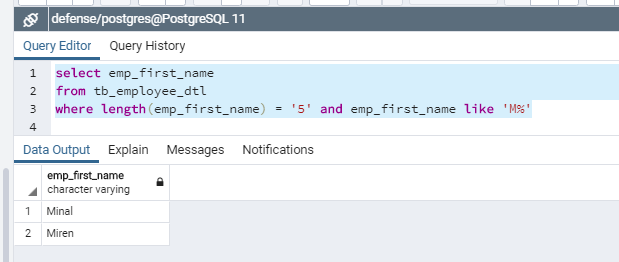 defense/postgres@PostgreSQL 11
Query Editor Query History
1 select emp_first_name
2 from tb_employee_dtl
3 where length(emp_first_name) = '5' and emp_first_name like 'M%'
4
Data Output Explain Messages Notifications
emp_first_name
character varying
1 Minal
2 Miren